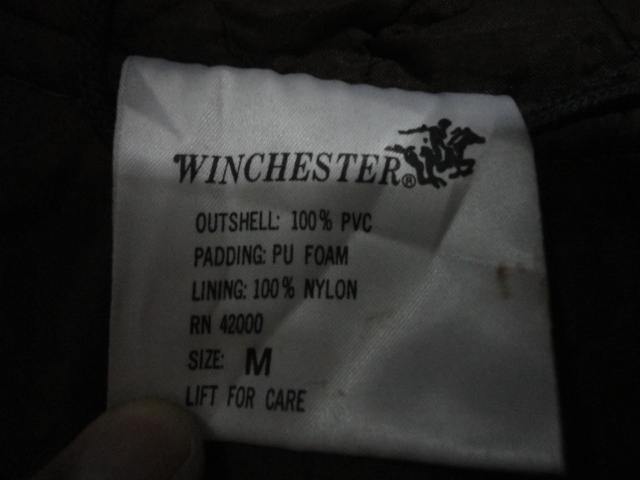 WINCHESTER®
OUTSHELL: 100% PVC
PADDING: PU FOAM
LINING: 100% NYLON
RN 42000
SIZE: M
LIFT FOR CARE